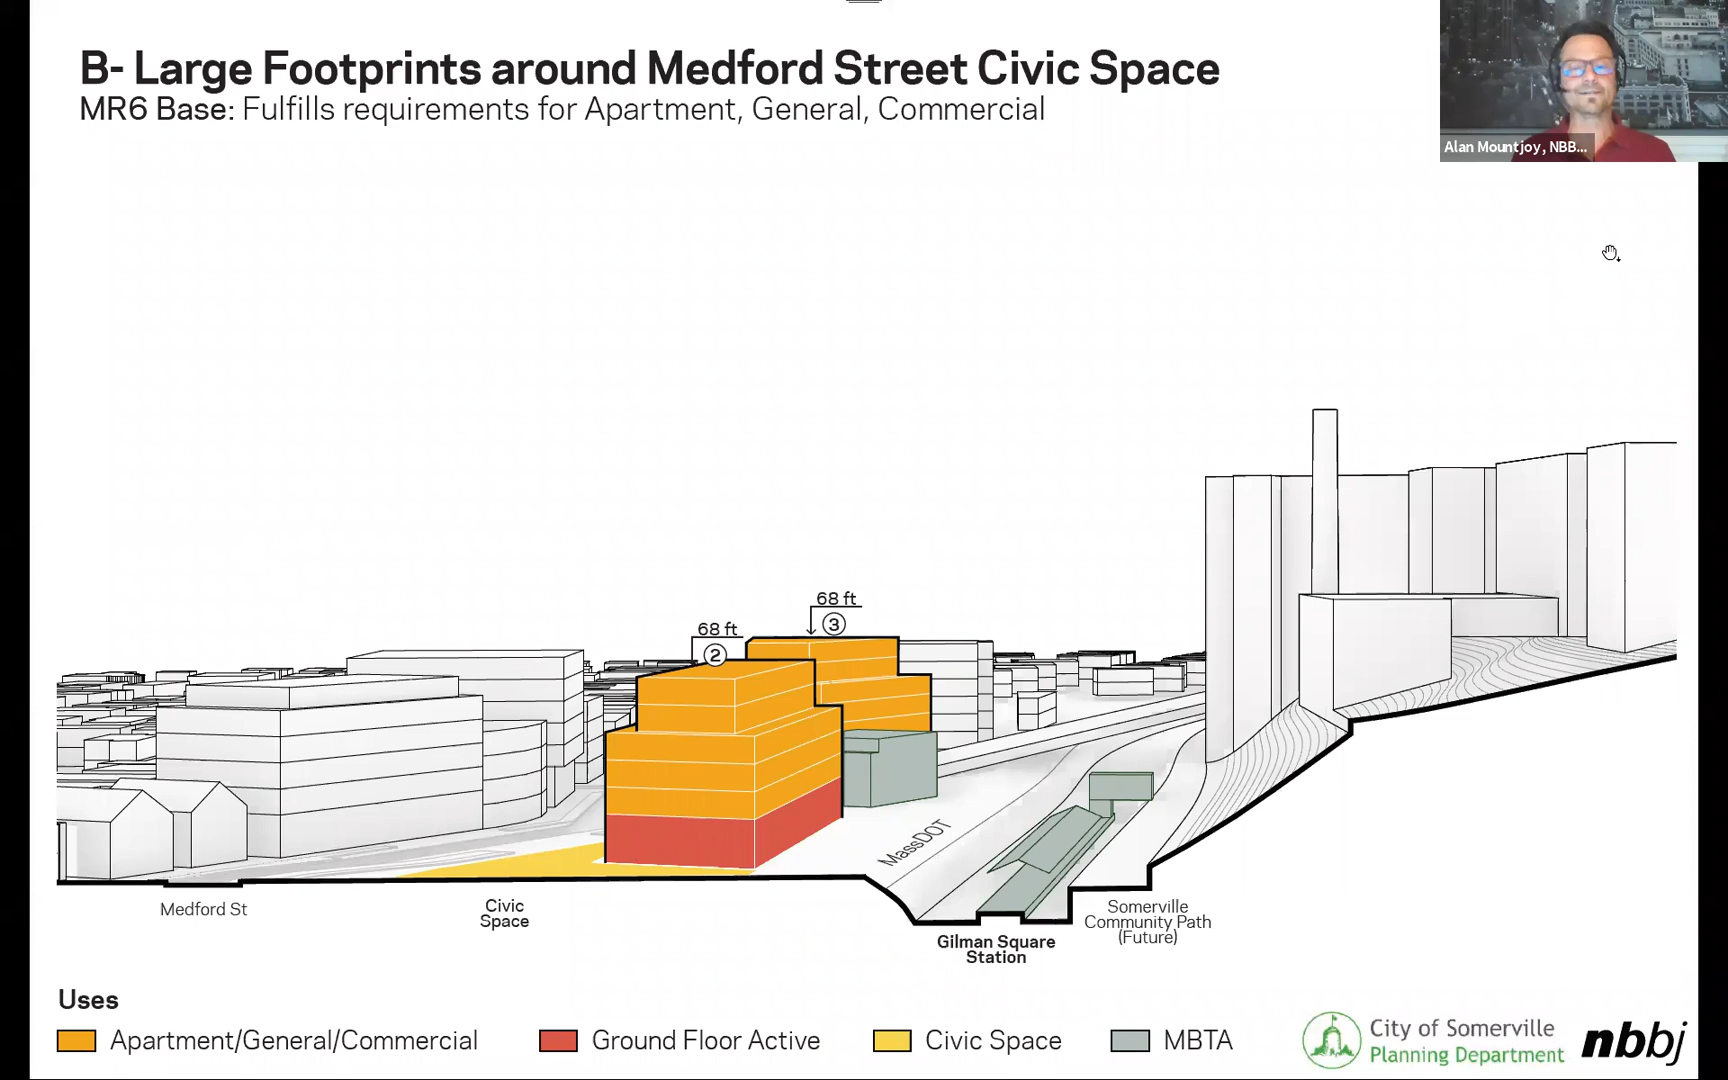 B- Large Footprints around Medford Street Civic Space
MR6 Base: Fulfills requirements for Apartment, General, Commercial
Alan Mountjoy, NBB...
68 ft
3
68 ft
2
MassDOT
Medford St
Civic
Space
Gilman Square
Station
Somerville
Community Path
(Future)
Uses
Apartment/General/Commercial
Ground Floor Active
Civic Space
MBTA
City of Somerville
Planning Department
nbbj